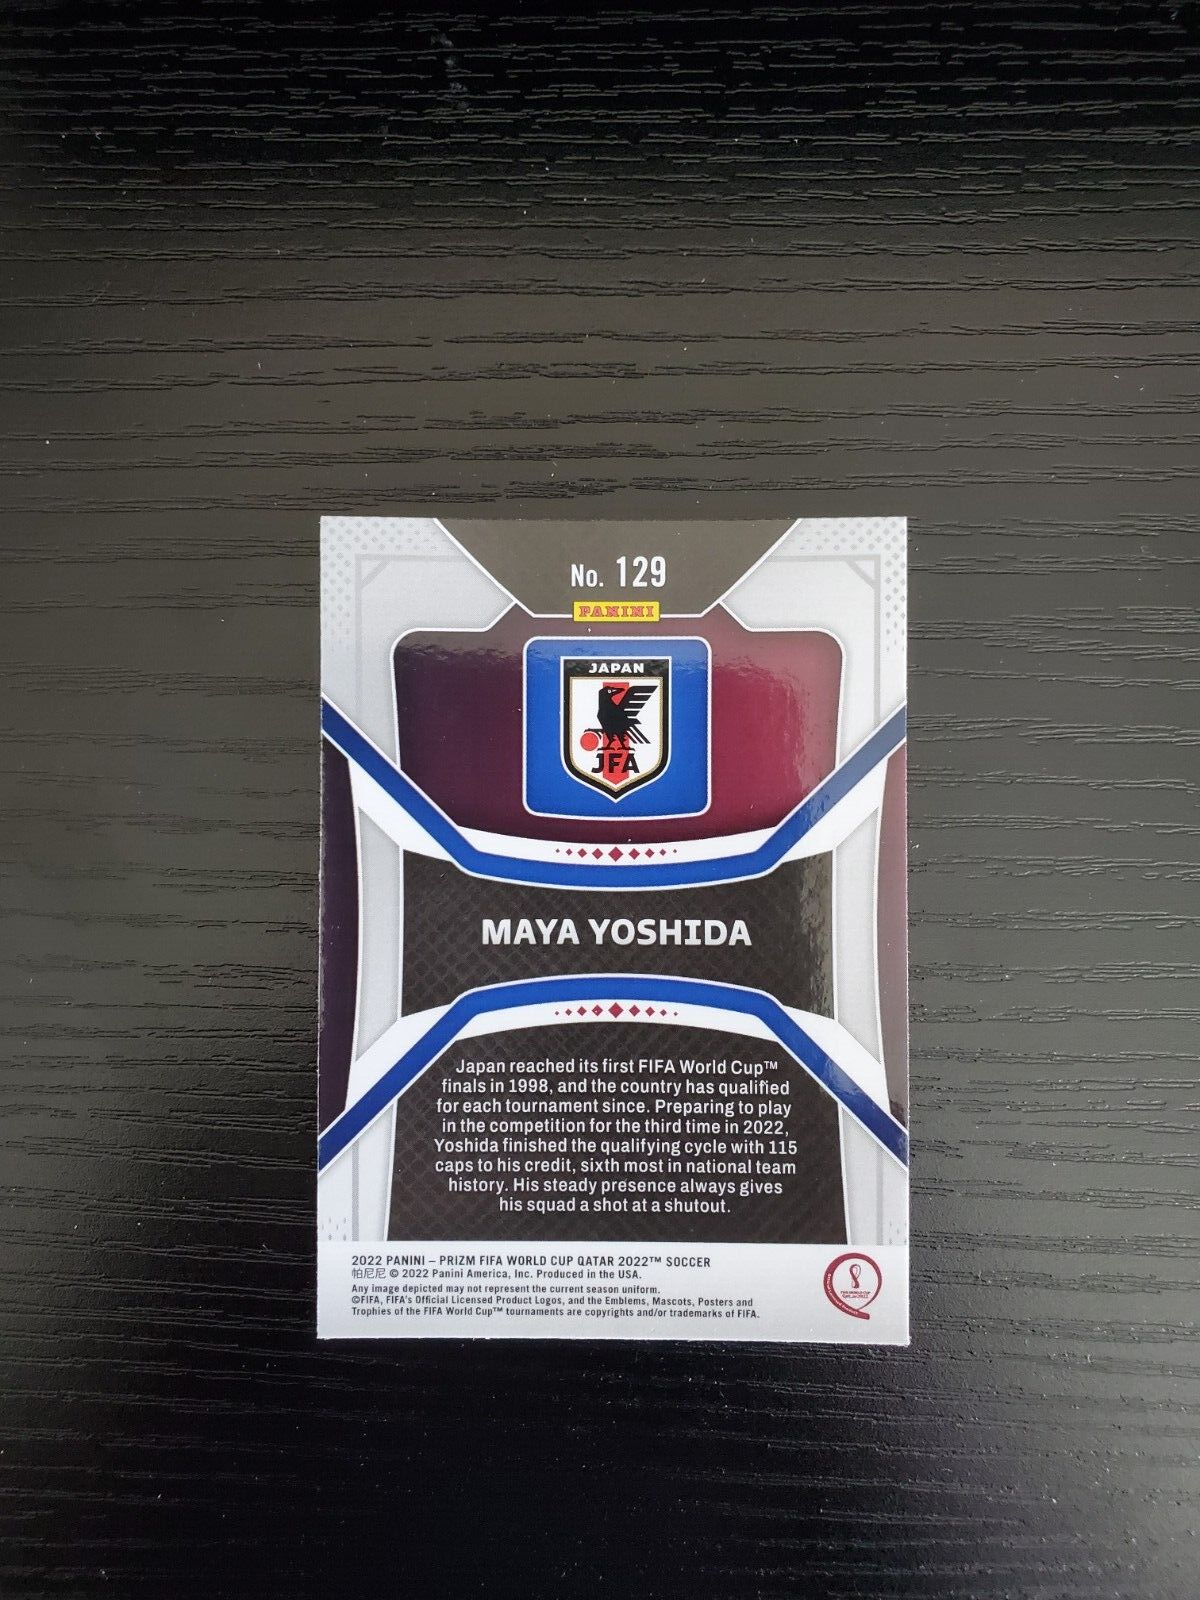 No. 129
PANINI
JAPAN
JFA
MAYA YOSHIDA
Japan reached its first FIFA World Cup™
finals in 1998, and the country has qualified
for each tournament since. Preparing to play
in the competition for the third time in 2022,
Yoshida finished the qualifying cycle with 115
caps to his credit, sixth most in national team
history. His steady presence always gives
his squad a shot at a shutout.
2022 PANINI – PRIZM FIFA WORLD CUP QATAR 2022™ SOCCER
帕尼尼 © 2022 Panini America, Inc. Produced in the USA.
Any image depicted may not represent the current season uniform.
©FIFA, FIFA's Official Licensed Product Logos, and the Emblems, Mascots, Posters and
Trophies of the FIFA World Cup™ tournaments are copyrights and/or trademarks of FIFA.
FIFA WORLD CUP